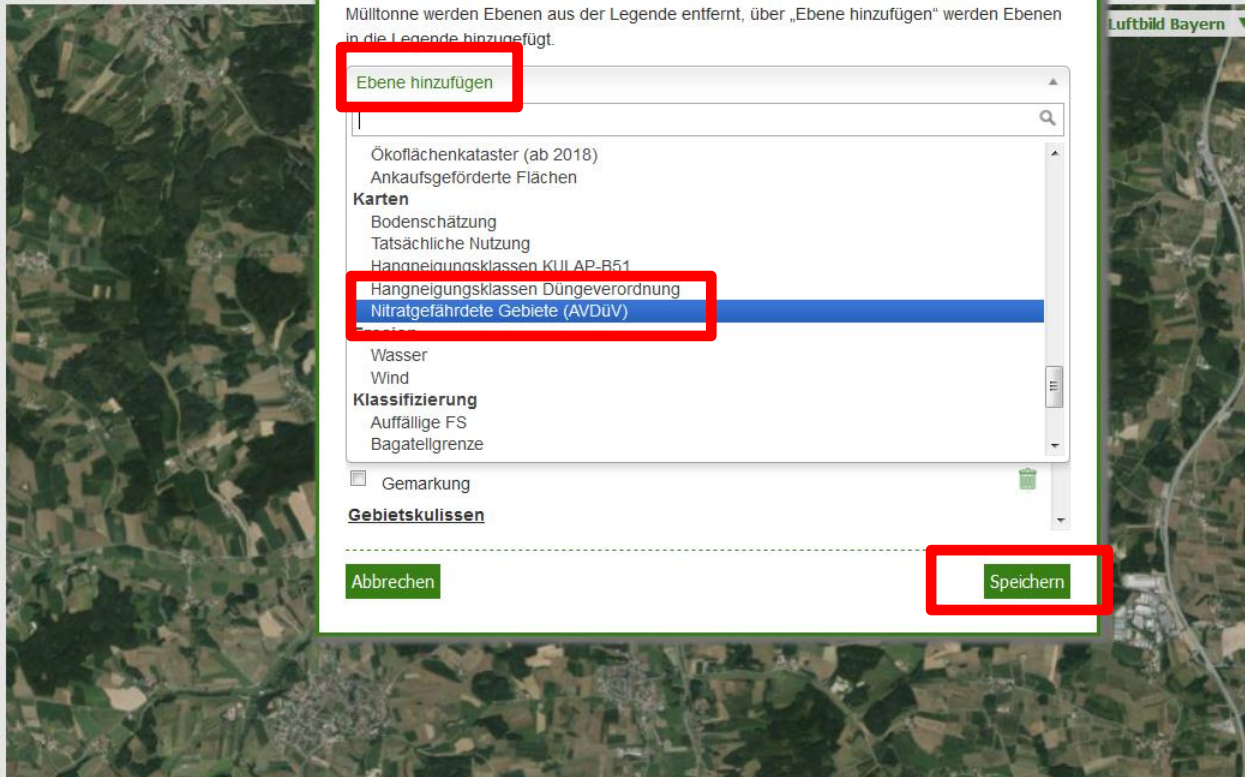 Mülltonne werden Ebenen aus der Legende entfernt, über „Ebene hinzufügen“ werden Ebenen
in die Legende hinzugefügt.
Luftbild Bayern
Ebene hinzufügen
Ökoflächenkataster (ab 2018)
Ankaufsgeförderte Flächen
Karten
Bodenschätzung
Tatsächliche Nutzung
Hangneigungsklassen KULAP-B51
Hangneigungsklassen Düngeverordnung
Nitratgefährdete Gebiete (AVDüV)
Erosion
Wasser
Wind
Klassifizierung
Auffällige FS
Bagatellgrenze
Gemarkung
Gebietskulissen
Abbrechen
Speichern